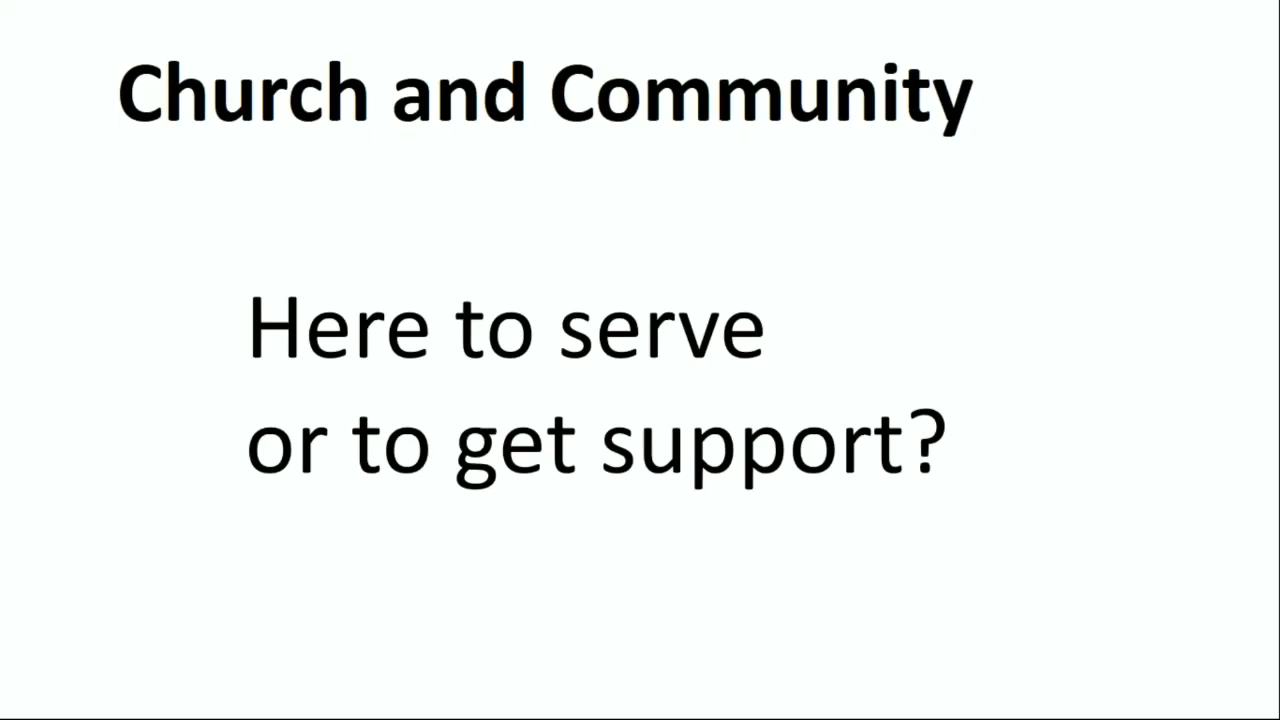 Church and Community
Here to serve
or to get support?